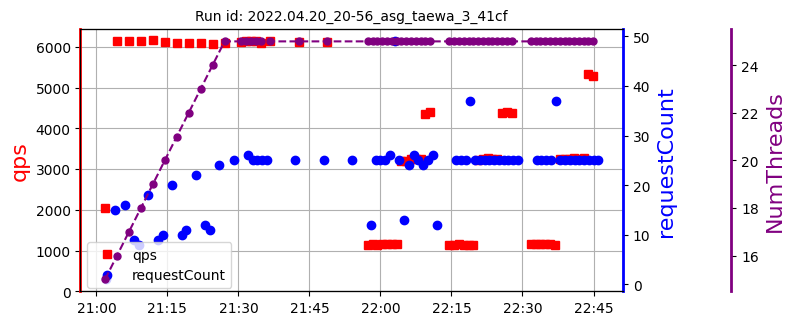 Run id: 2022.04.20_20-56_asg_taewa_3_41cf
6000
5000
4000
3000
2000
1000
0
qps
50
40
30
20
10
0
requestCount
24
22
20
18
16
NumThreads
qps
requestCount
21:00 21:15 21:30 21:45 22:00 22:15 22:30 22:45